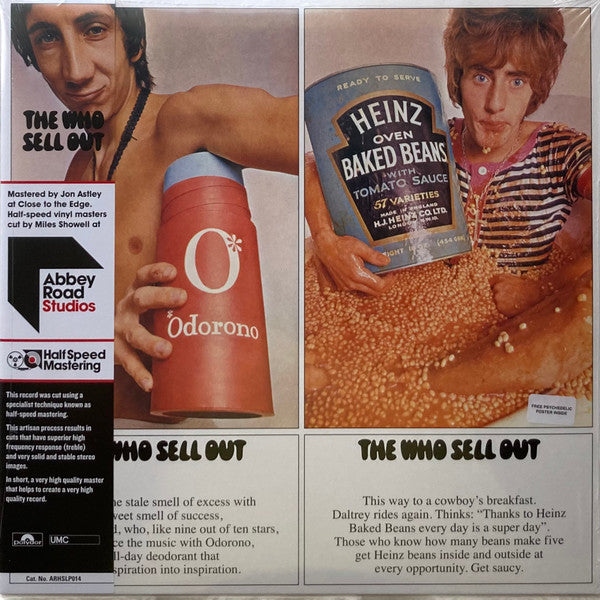 THE WHO
SELL OUT
Mastered by Jon Astley
at Close to the Edge.
Half-speed vinyl masters
cut by Miles Showell at
Abbey
Road
Studios
Half Speed
Mastering
This record was cut using a
specialist technique known as
half-speed mastering.
This artisan process results in
cuts that have superior high
frequency response (treble)
and very solid and stable stereo
images.
In short, a very high quality master
that helps to create a very high
quality record.
polydor
UMC
Cat. No. ARHSLP014
O*
*Odorono
HO SELL OUT
e stale smell of excess with
weet smell of success,
d, who, like nine out of ten stars,
ce the music with Odorono,
ll-day deodorant that
spiration into inspiration.
READY TO SERVE
HEINZ
OVEN
BAKED BEANS
WITH
TOMATO SAUCE
57 VARIETIES
MADE IN ENGLAND
H.J. HEINZ CO. LTD.
LONDON N.W.10.
FREE PSYCHEDELIC
POSTER INSIDE
THE WHO SELL OUT
This way to a cowboy's breakfast.
Daltrey rides again. Thinks: "Thanks to Heinz
Baked Beans every day is a super day".
Those who know how many beans make five
get Heinz beans inside and outside at
every opportunity. Get saucy.